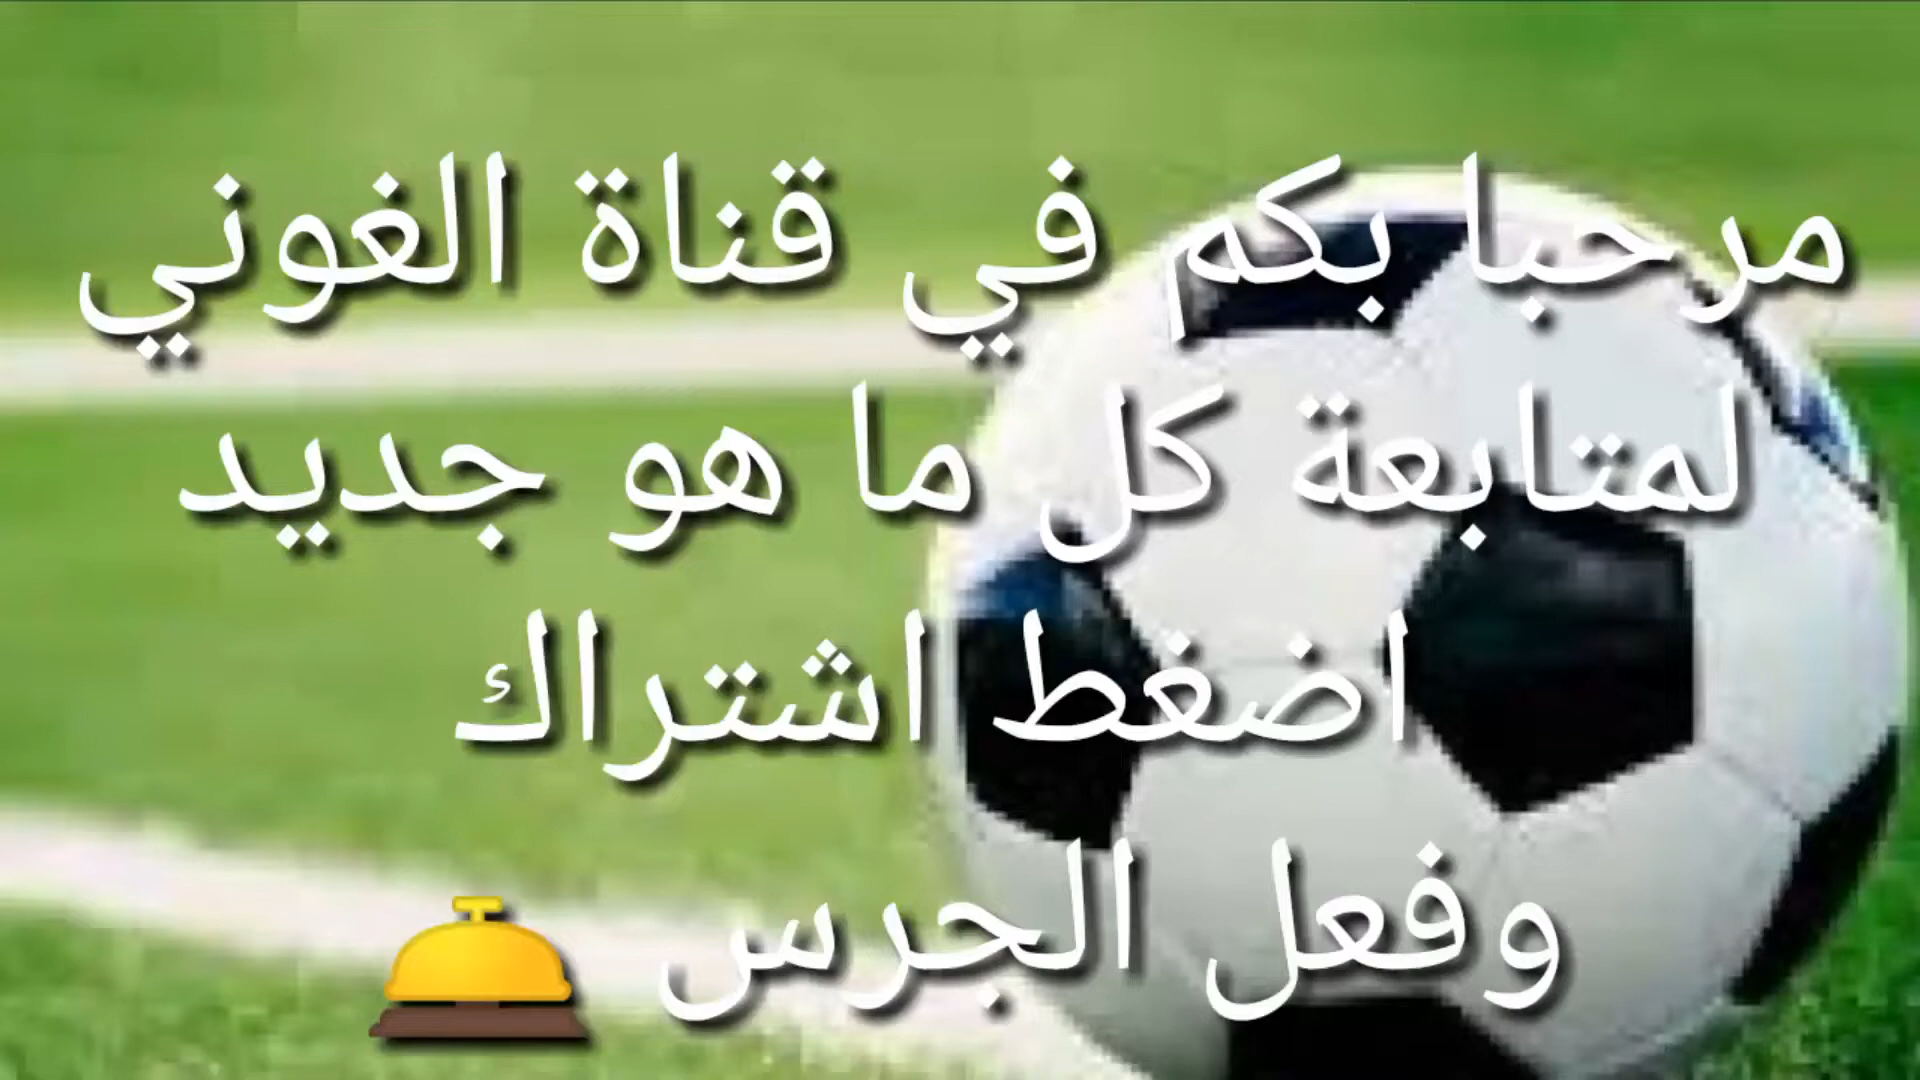 مرحبا بكم في قناة الغوني
لمتابعة كل ما هو جديد
اضغط اشتراك
وفعل الجرس 🛎